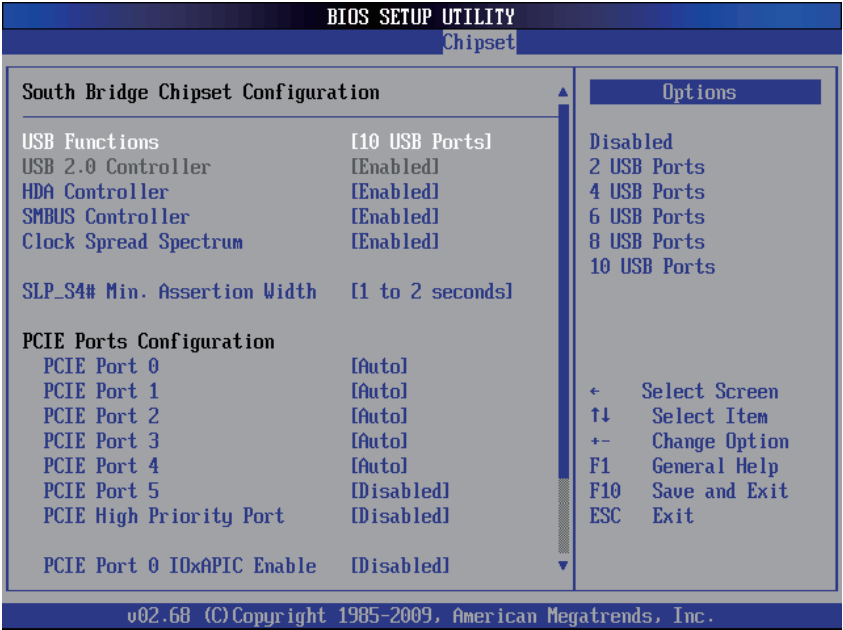 BIOS SETUP UTILITY
Chipset
South Bridge Chipset Configuration
USB Functions [10 USB Ports]
USB 2.0 Controller [Enabled]
HDA Controller [Enabled]
SMBUS Controller [Enabled]
Clock Spread Spectrum [Enabled]
SLP_S4# Min. Assertion Width [1 to 2 seconds]
PCIE Ports Configuration
PCIE Port 0 [Auto]
PCIE Port 1 [Auto]
PCIE Port 2 [Auto]
PCIE Port 3 [Auto]
PCIE Port 4 [Auto]
PCIE Port 5 [Disabled]
PCIE High Priority Port [Disabled]
PCIE Port 0 IOxAPIC Enable [Disabled]
Options
Disabled
2 USB Ports
4 USB Ports
6 USB Ports
8 USB Ports
10 USB Ports
← Select Screen
↑↓ Select Item
+- Change Option
F1 General Help
F10 Save and Exit
ESC Exit
v02.68 (C)Copyright 1985-2009, American Megatrends, Inc.